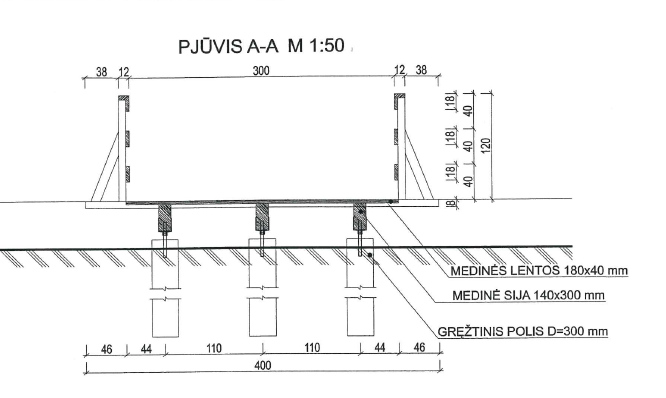 PJŪVIS A-A M 1:50
38 12 300 12 38
18 40
18 40 120
18 40
8
MEDINĖS LENTOS 180x40 mm
MEDINĖ SIJA 140x300 mm
GRĘŽTINIS POLIS D=300 mm
46 44 110 110 44 46
400